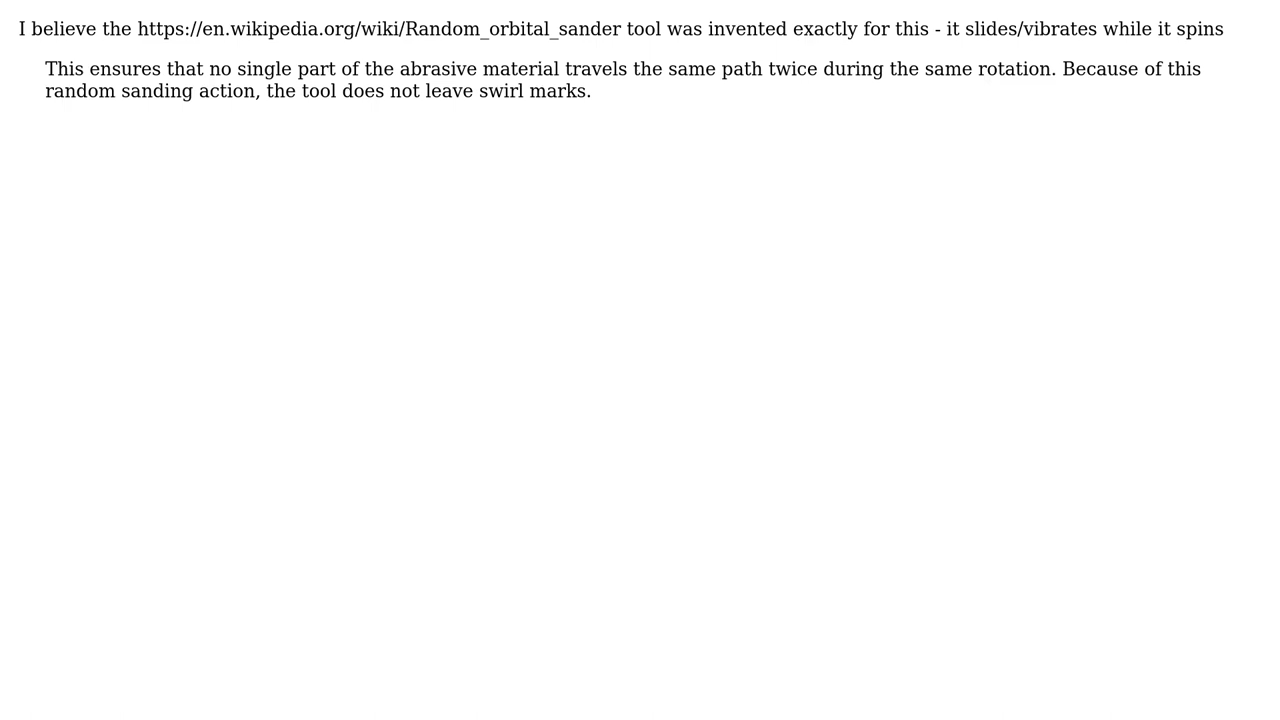 I believe the https://en.wikipedia.org/wiki/Random_orbital_sander tool was invented exactly for this - it slides/vibrates while it spins
This ensures that no single part of the abrasive material travels the same path twice during the same rotation. Because of this
random sanding action, the tool does not leave swirl marks.